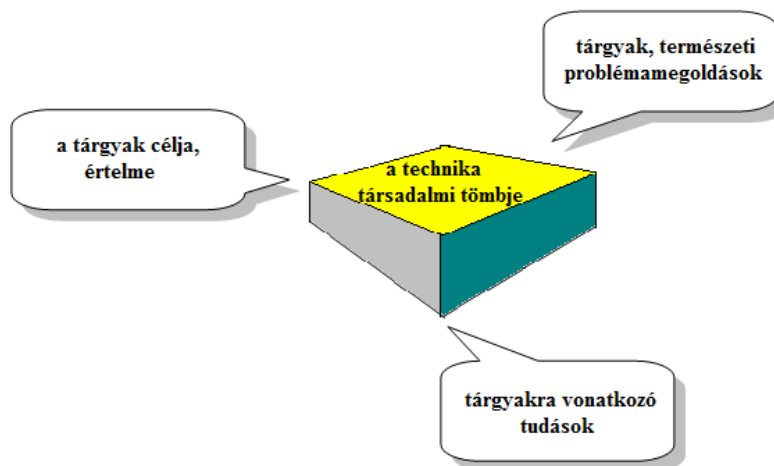 tárgyak, természeti
problémamegoldások
a tárgyak célja,
értelme
a technika
társadalmi tömbje
tárgyakra vonatkozó
tudások